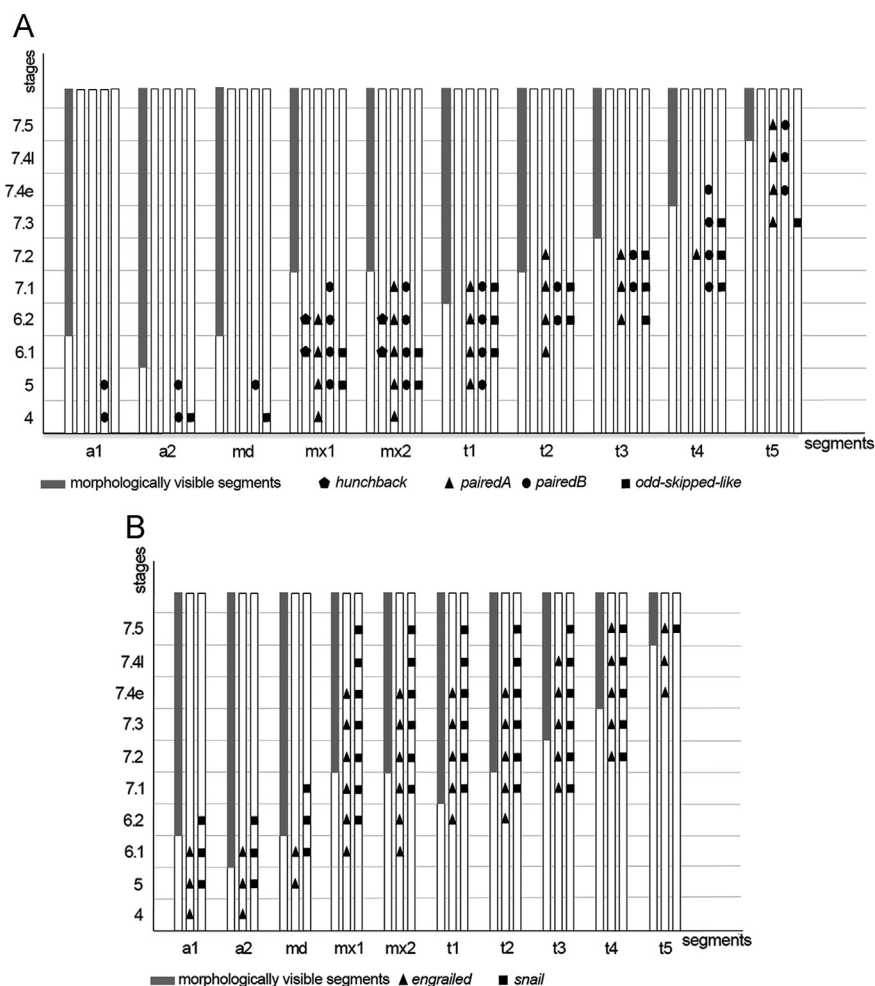 A
stages
7.5
7.4l
7.4e
7.3
7.2
7.1
6.2
6.1
5
4
a1 a2 md mx1 mx2 t1 t2 t3 t4 t5 segments
morphologically visible segments hunchback pairedA pairedB odd-skipped-like
B
stages
7.5
7.4l
7.4e
7.3
7.2
7.1
6.2
6.1
5
4
a1 a2 md mx1 mx2 t1 t2 t3 t4 t5 segments
morphologically visible segments engrailed snail